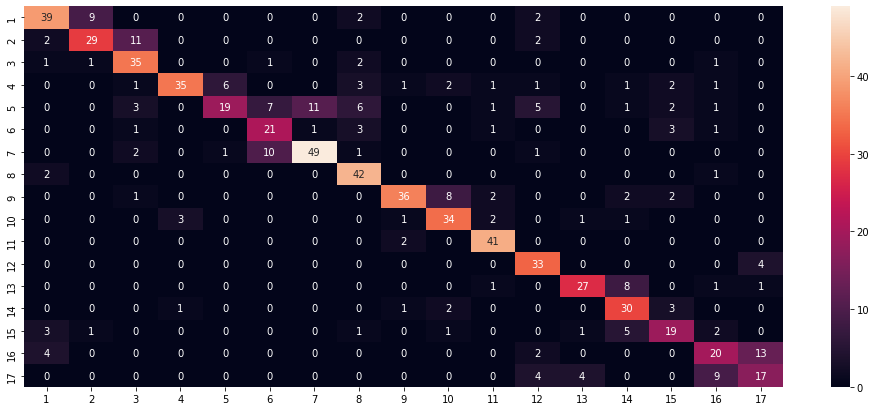 1 39 9 0 0 0 0 0 2 0 0 0 2 0 0 0 0 0
2 2 29 11 0 0 0 0 0 0 0 0 2 0 0 0 0 0
3 1 1 35 0 0 1 0 2 0 0 0 0 0 0 0 1 0
4 0 0 1 35 6 0 0 3 1 2 1 1 0 1 2 1 0
5 0 0 3 0 19 7 11 6 0 0 1 5 0 1 2 1 0
6 0 0 1 0 0 21 1 3 0 0 1 0 0 0 3 1 0
7 0 0 2 0 1 10 49 1 0 0 0 1 0 0 0 0 0
8 2 0 0 0 0 0 0 42 0 0 0 0 0 0 0 1 0
9 0 0 1 0 0 0 0 0 36 8 2 0 0 2 2 0 0
10 0 0 0 3 0 0 0 0 1 34 2 0 1 1 0 0 0
11 0 0 0 0 0 0 0 0 2 0 41 0 0 0 0 0 0
12 0 0 0 0 0 0 0 0 0 0 0 33 0 0 0 0 4
13 0 0 0 0 0 0 0 0 0 0 1 0 27 8 0 1 1
14 0 0 0 1 0 0 0 0 1 2 0 0 0 30 3 0 0
15 3 1 0 0 0 0 0 1 0 1 0 0 1 5 19 2 0
16 4 0 0 0 0 0 0 0 0 0 0 2 0 0 0 20 13
17 0 0 0 0 0 0 0 0 0 0 0 4 4 0 0 9 17
1 2 3 4 5 6 7 8 9 10 11 12 13 14 15 16 17
40
30
20
10
0